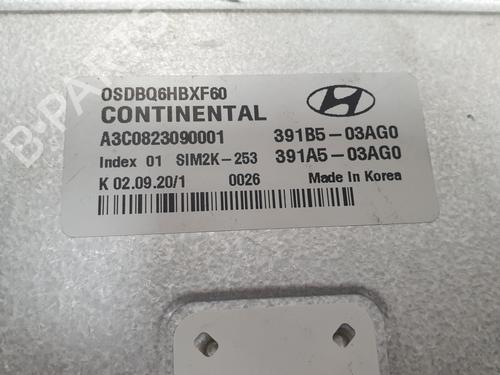 B-PARTS
OSDBQ6HBXF60
CONTINENTAL
A3C0823090001 391B5-03AG0
Index 01 SIM2K-253 391A5-03AG0
K 02.09.20/1 0026 Made in Korea